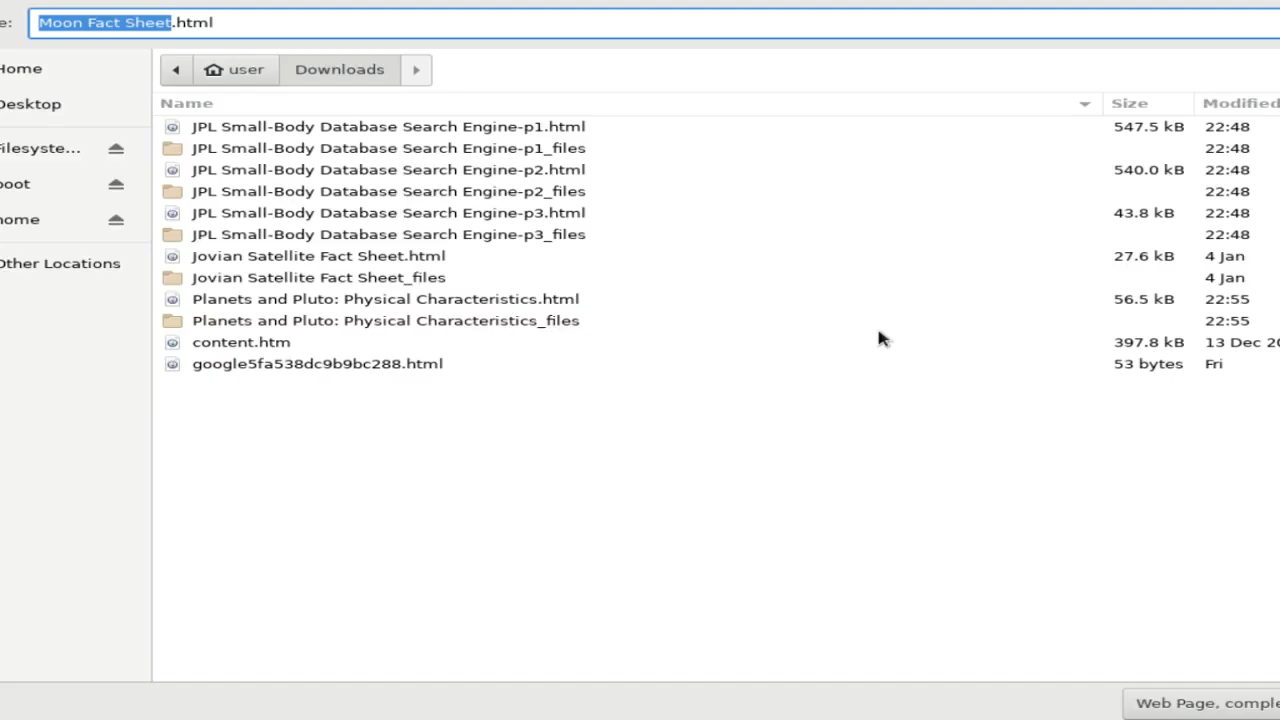 e: Moon Fact Sheet.html
Home
Desktop
Filesyste...
boot
home
Other Locations
user Downloads
Name Size Modified
JPL Small-Body Database Search Engine-p1.html 547.5 kB 22:48
JPL Small-Body Database Search Engine-p1_files 22:48
JPL Small-Body Database Search Engine-p2.html 540.0 kB 22:48
JPL Small-Body Database Search Engine-p2_files 22:48
JPL Small-Body Database Search Engine-p3.html 43.8 kB 22:48
JPL Small-Body Database Search Engine-p3_files 22:48
Jovian Satellite Fact Sheet.html 27.6 kB 4 Jan
Jovian Satellite Fact Sheet_files 4 Jan
Planets and Pluto: Physical Characteristics.html 56.5 kB 22:55
Planets and Pluto: Physical Characteristics_files 22:55
content.htm 397.8 kB 13 Dec 20
google5fa538dc9b9bc288.html 53 bytes Fri
Web Page, comple